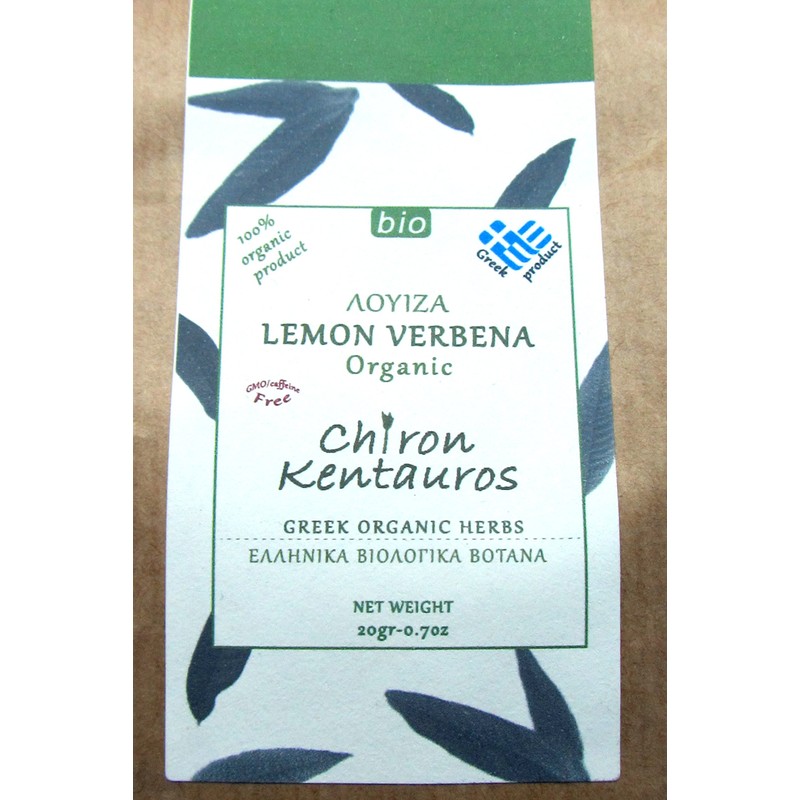 bio
100%
organic
product
Greek product
ΛΟΥΙΖΑ
LEMON VERBENA
Organic
GMO/caffeine
Free
Chiron
Kentauros
GREEK ORGANIC HERBS
ΕΛΛΗΝΙΚΑ ΒΙΟΛΟΓΙΚΑ ΒΟΤΑΝΑ
NET WEIGHT
20gr-0.7oz